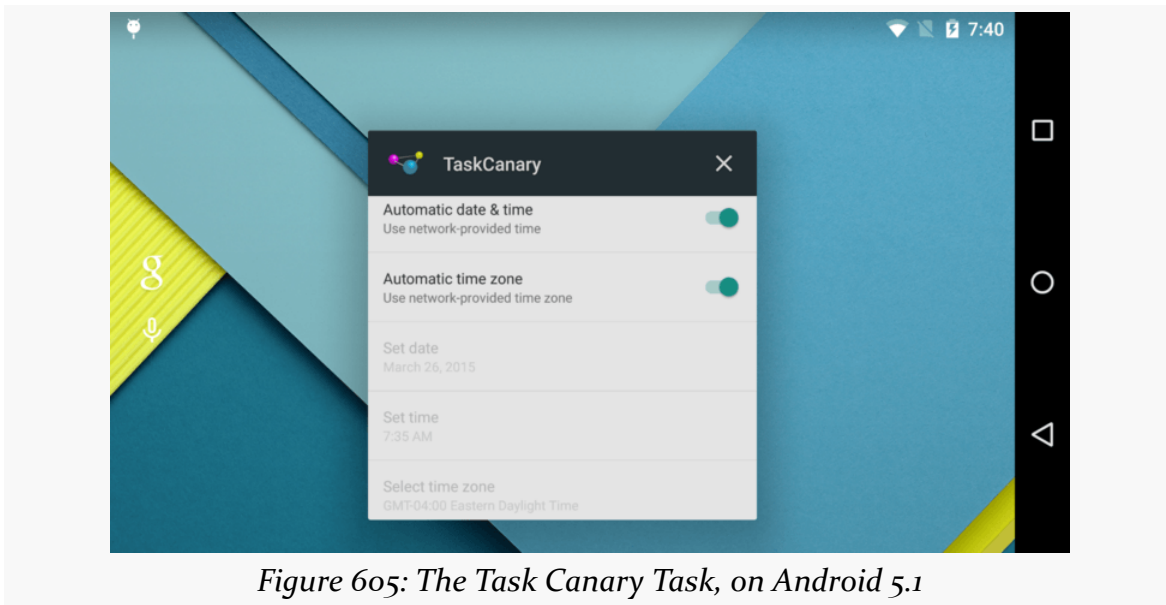 7:40
TaskCanary
Automatic date & time
Use network-provided time
Automatic time zone
Use network-provided time zone
g
Set date
March 26, 2015
Set time
7:35 AM
Select time zone
GMT-04:00 Eastern Daylight Time
Figure 605: The Task Canary Task, on Android 5.1